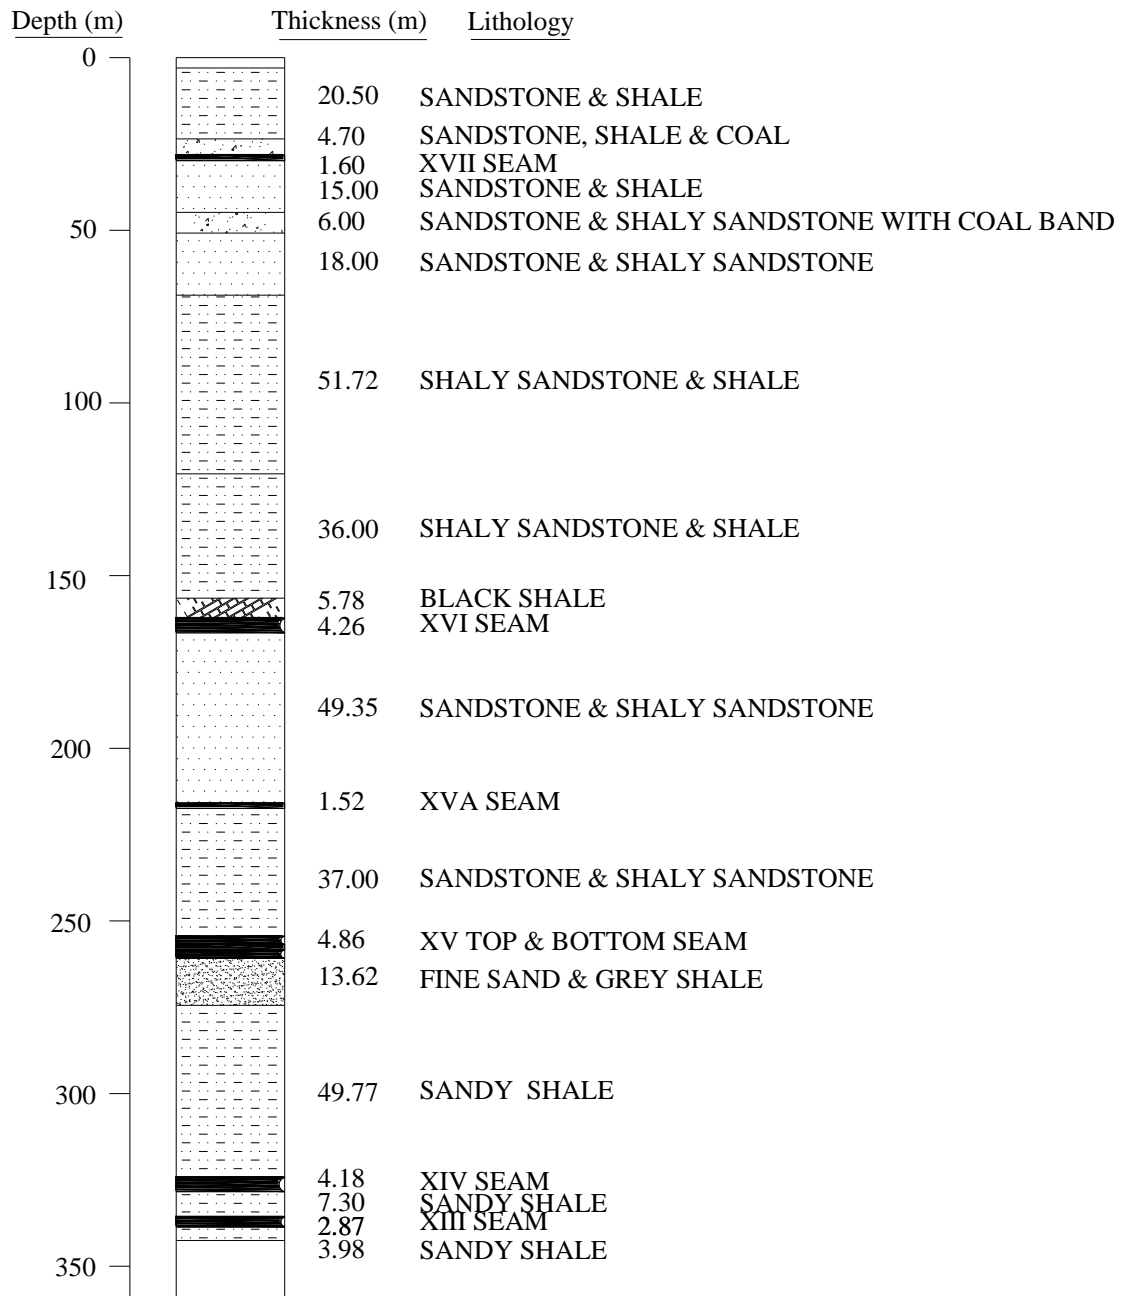 Depth (m) Thickness (m) Lithology
0
20.50 SANDSTONE & SHALE
4.70 SANDSTONE, SHALE & COAL
1.60 XVII SEAM
15.00 SANDSTONE & SHALE
6.00 SANDSTONE & SHALY SANDSTONE WITH COAL BAND
50
18.00 SANDSTONE & SHALY SANDSTONE
51.72 SHALY SANDSTONE & SHALE
100
36.00 SHALY SANDSTONE & SHALE
150
5.78 BLACK SHALE
4.26 XVI SEAM
49.35 SANDSTONE & SHALY SANDSTONE
200
1.52 XVA SEAM
37.00 SANDSTONE & SHALY SANDSTONE
250
4.86 XV TOP & BOTTOM SEAM
13.62 FINE SAND & GREY SHALE
300
49.77 SANDY SHALE
4.18 XIV SEAM
7.30 SANDY SHALE
2.87 XIII SEAM
3.98 SANDY SHALE
350